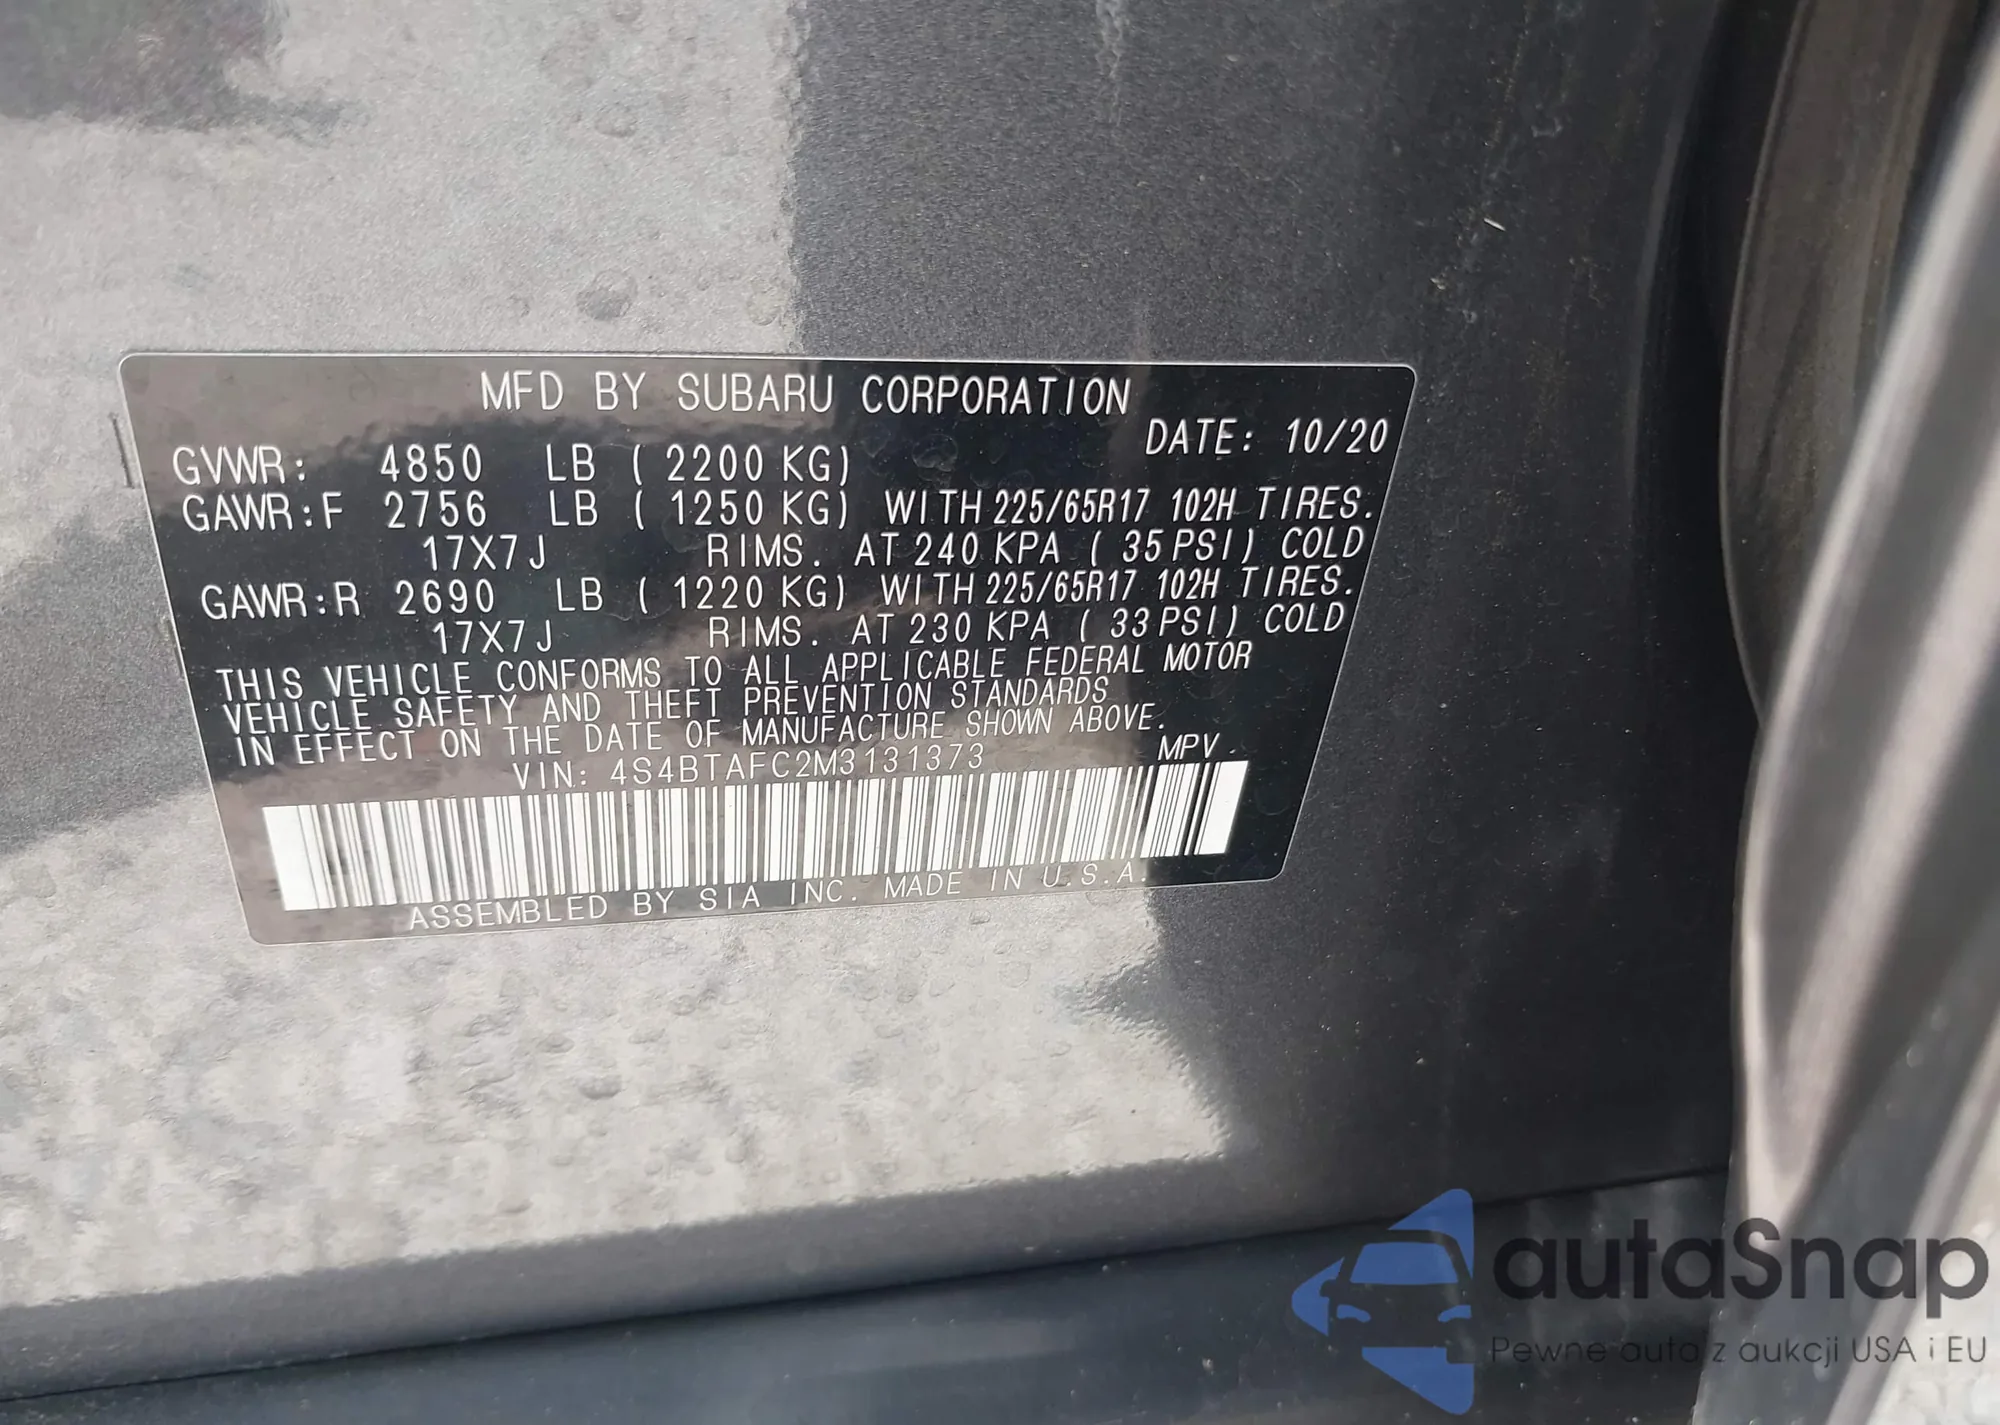 MFD BY SUBARU CORPORATION
DATE: 10/20
GVWR: 4850 LB ( 2200 KG)
GAWR:F 2756 LB ( 1250 KG) WITH 225/65R17 102H TIRES.
17X7J RIMS. AT 240 KPA ( 35 PSI) COLD
GAWR:R 2690 LB ( 1220 KG) WITH 225/65R17 102H TIRES.
17X7J RIMS. AT 230 KPA ( 33 PSI) COLD
THIS VEHICLE CONFORMS TO ALL APPLICABLE FEDERAL MOTOR
VEHICLE SAFETY AND THEFT PREVENTION STANDARDS
IN EFFECT ON THE DATE OF MANUFACTURE SHOWN ABOVE.
VIN: 4S4BTAFC2M3131373 MPV.
ASSEMBLED BY SIA INC. MADE IN U.S.A.
autaSnap
Pewne auta z aukcji USA i EU